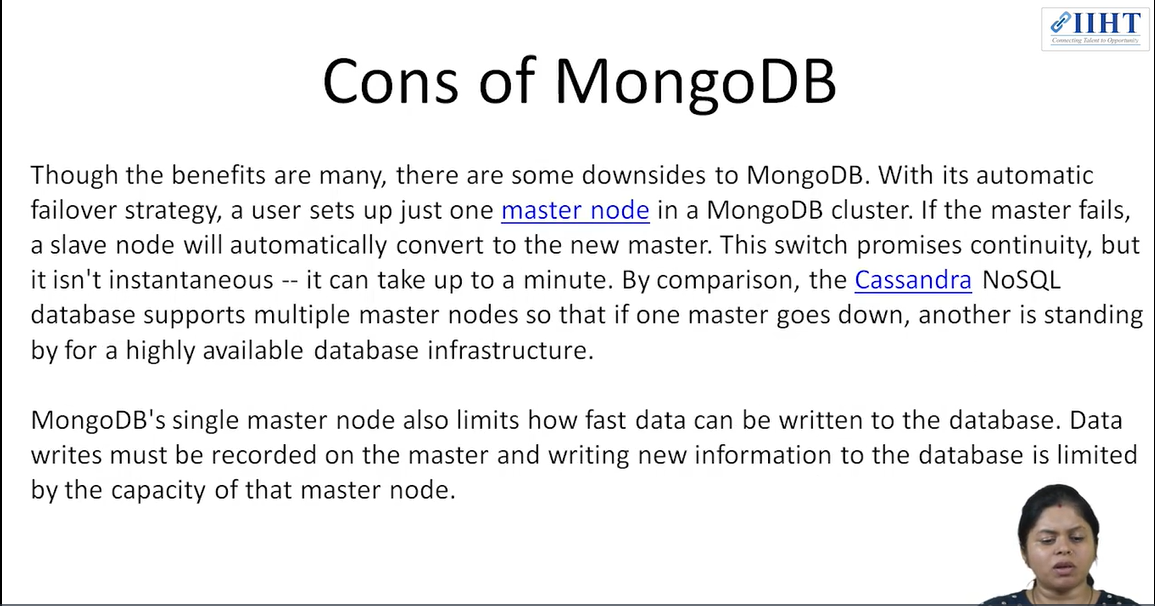 IIHT
Connecting Talent to Opportunity
Cons of MongoDB
Though the benefits are many, there are some downsides to MongoDB. With its automatic
failover strategy, a user sets up just one master node in a MongoDB cluster. If the master fails,
a slave node will automatically convert to the new master. This switch promises continuity, but
it isn't instantaneous -- it can take up to a minute. By comparison, the Cassandra NoSQL
database supports multiple master nodes so that if one master goes down, another is standing
by for a highly available database infrastructure.
MongoDB's single master node also limits how fast data can be written to the database. Data
writes must be recorded on the master and writing new information to the database is limited
by the capacity of that master node.